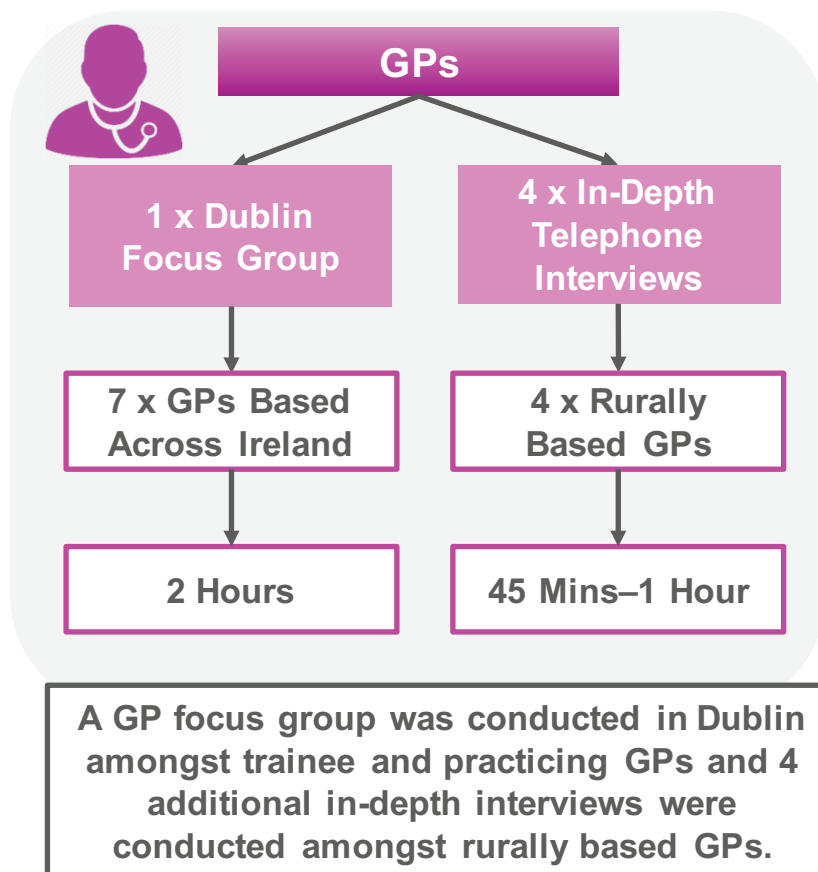 GPs
1 x Dublin
Focus Group
4 x In-Depth
Telephone
Interviews
7 x GPs Based
Across Ireland
4 x Rurally
Based GPs
2 Hours
45 Mins–1 Hour
A GP focus group was conducted in Dublin
amongst trainee and practicing GPs and 4
additional in-depth interviews were
conducted amongst rurally based GPs.